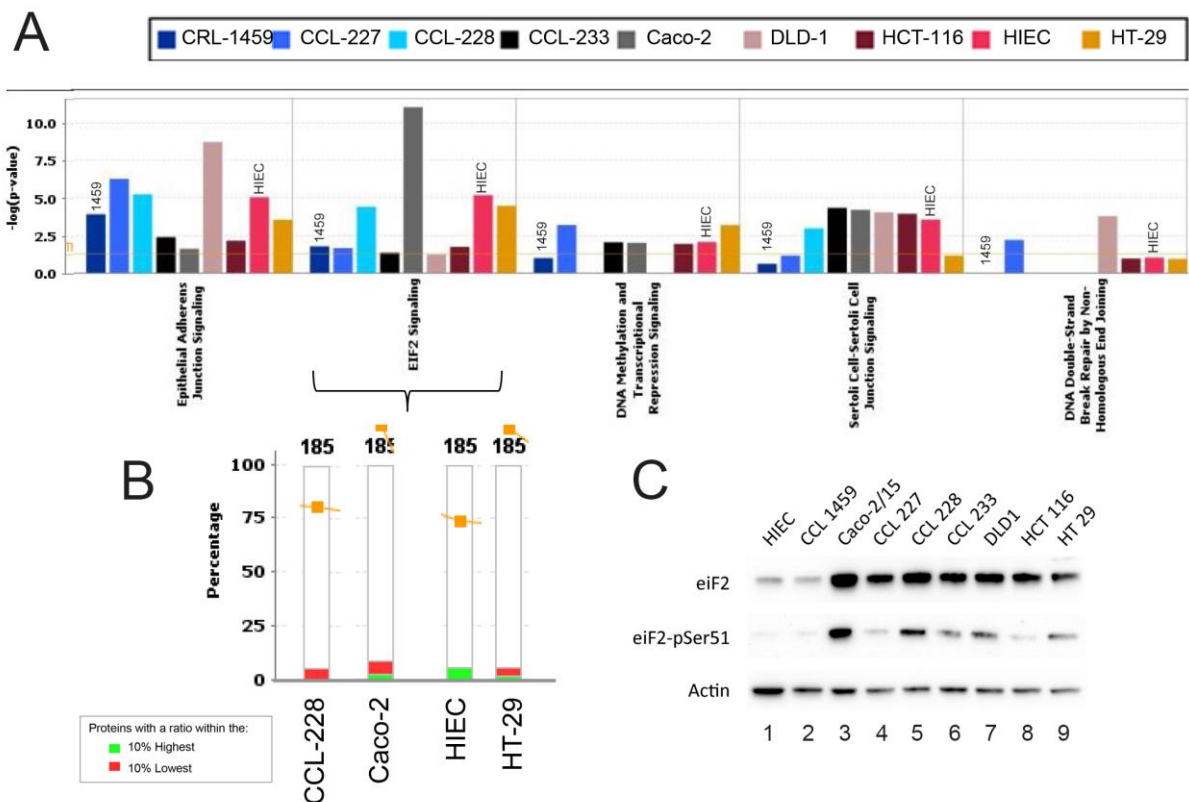 A
CRL-1459 CCL-227 CCL-228 CCL-233 Caco-2 DLD-1 HCT-116 HIEC HT-29
-log(p-value)
10.0
7.5
5.0
2.5
0.0
1459
HIEC
1459
HIEC
1459
HIEC
1459
HIEC
1459
HIEC
Epithelial Adherens
Junction Signaling
EIF2 Signaling
DNA Methylation and
Transcriptional
Repression Signaling
Sertoli Cell-Sertoli Cell
Junction Signaling
DNA Double-Strand
Break Repair by Non-
Homologous End Joining
B
185 185 185 185
Percentage
100
75
50
25
0
CCL-228
Caco-2
HIEC
HT-29
Proteins with a ratio within the:
10% Highest
10% Lowest
C
HIEC
CCL 1459
Caco-2/15
CCL 227
CCL 228
CCL 233
DLD1
HCT 116
HT 29
eiF2
eiF2-pSer51
Actin
1 2 3 4 5 6 7 8 9